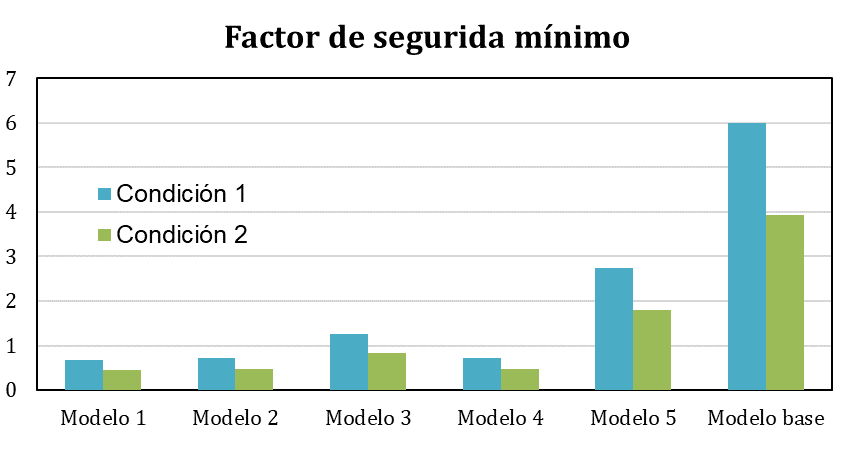 Factor de segurida mínimo
7
6
5
4
3
2
1
0
Condición 1
Condición 2
Modelo 1
Modelo 2
Modelo 3
Modelo 4
Modelo 5
Modelo base